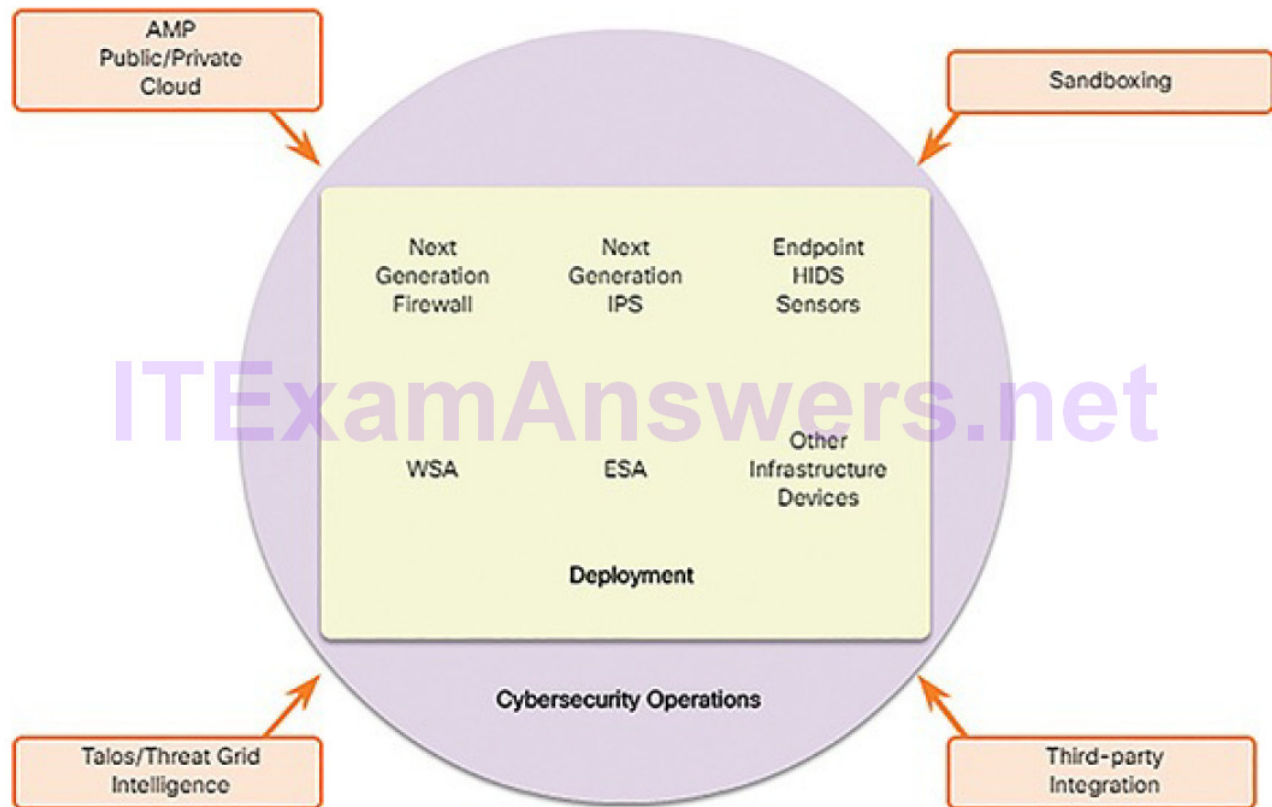 AMP
Public/Private
Cloud
Sandboxing
Next
Generation
Firewall
Next
Generation
IPS
Endpoint
HIDS
Sensors
ITExamAnswers.net
WSA
ESA
Other
Infrastructure
Devices
Deployment
Cybersecurity Operations
Talos/Threat Grid
Intelligence
Third-party
Integration